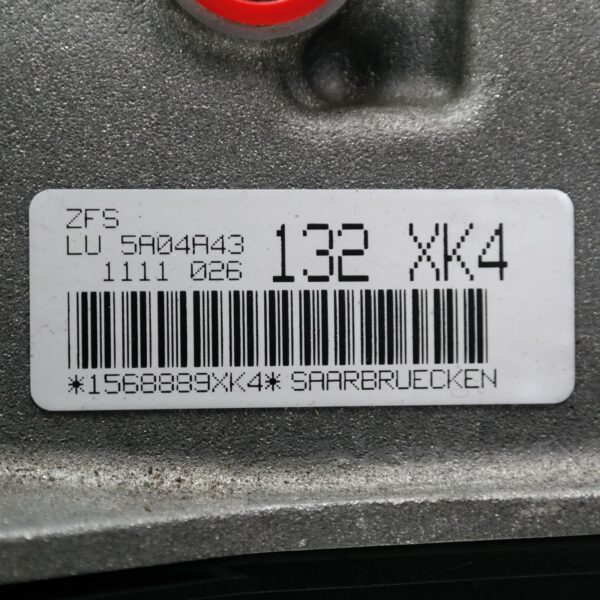 ZFS
LU 5A04A43
1111 026
132 XK4
*1568889XK4* SAARBRUECKEN